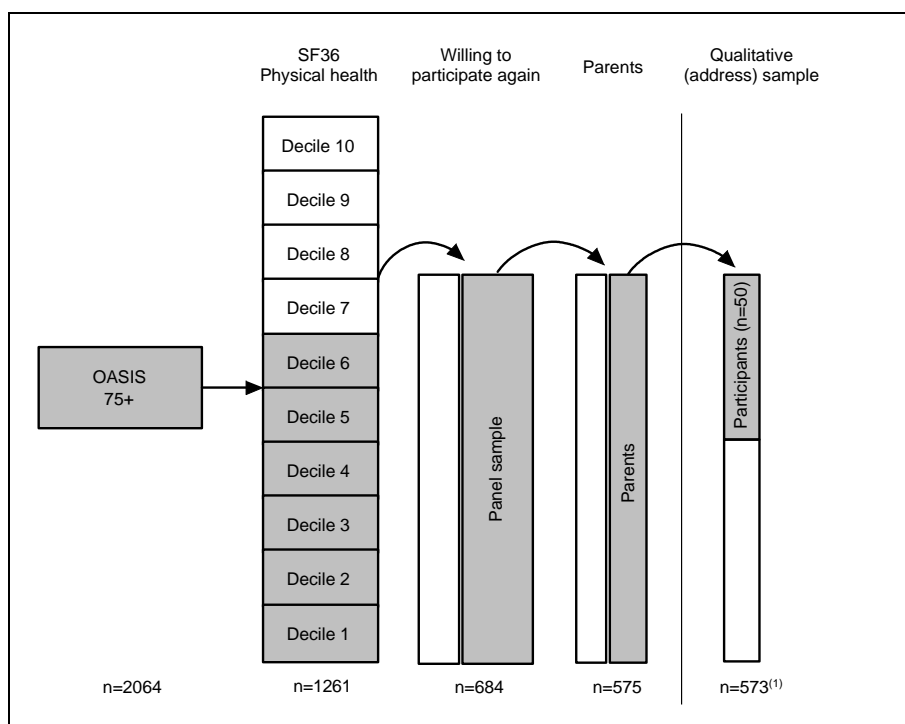 SF36
Physical health
Willing to
participate again
Parents
Qualitative
(address) sample
Decile 10
Decile 9
Decile 8
Decile 7
Decile 6
Decile 5
Decile 4
Decile 3
Decile 2
Decile 1
OASIS
75+
Panel sample
Parents
Participants (n=50)
n=2064
n=1261
n=684
n=575
n=573(1)